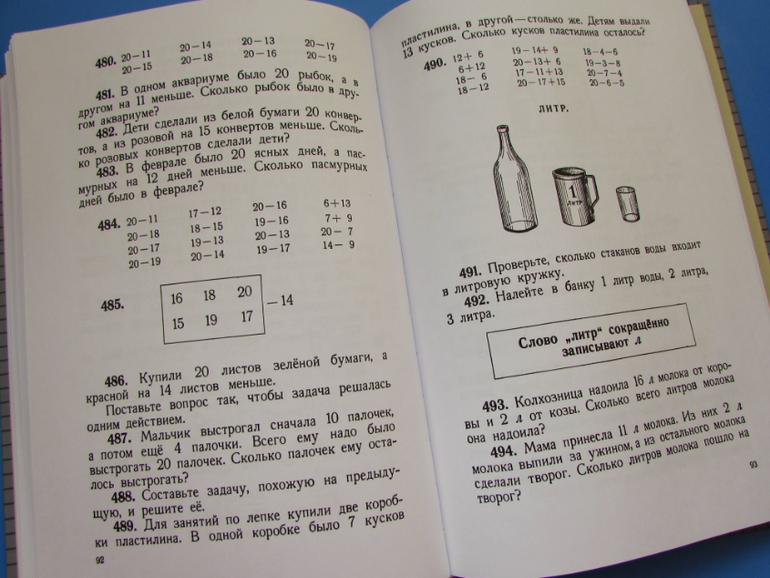 480. 20—11 20—14 20—13 20—17
20—15 20—18 20—16 20—19
481. В одном аквариуме было 20 рыбок, а в
другом на 11 меньше. Сколько рыбок было в дру-
гом аквариуме?
482. Дети сделали из белой бумаги 20 конвер-
тов, а из розовой на 15 конвертов меньше. Сколь-
ко розовых конвертов сделали дети?
483. В феврале было 20 ясных дней, а пас-
мурных на 12 дней меньше. Сколько пасмурных
дней было в феврале?
484. 20—11 17—12 20—16 6+13
20—18 18—15 19—16 7+ 9
20—17 19—13 20—13 20— 7
20—19 20—14 19—17 14— 9
485. 16 18 20 —14
15 19 17
486. Купили 20 листов зелёной бумаги, а
красной на 14 листов меньше.
Поставьте вопрос так, чтобы задача решалась
одним действием.
487. Мальчик выстрогал сначала 10 палочек,
а потом ещё 4 палочки. Всего ему надо было
выстрогать 20 палочек. Сколько палочек ему оста-
лось выстрогать?
488. Составьте задачу, похожую на предыду-
щую, и решите её.
489. Для занятий по лепке купили две короб-
ки пластилина. В одной коробке было 7 кусков
92
пластилина, в другой — столько же. Детям выдали
13 кусков. Сколько кусков пластилина осталось?
490. 12+ 6 19—14+ 9 18—4—6
6+12 20—13+ 6 19—3—8
18— 6 17—11+13 20—7—4
18—12 20—17+15 20—6—5
ЛИТР.
1
ЛИТР
491. Проверьте, сколько стаканов воды входит
в литровую кружку.
492. Налейте в банку 1 литр воды, 2 литра,
3 литра.
Слово „литр“ сокращённо
записывают л
493. Колхозница надоила 16 л молока от коро-
вы и 2 л от козы. Сколько всего литров молока
она надоила?
494. Мама принесла 11 л молока. Из них 2 л
молока выпили за ужином, а из остального молока
сделали творог. Сколько литров молока пошло на
творог?
93